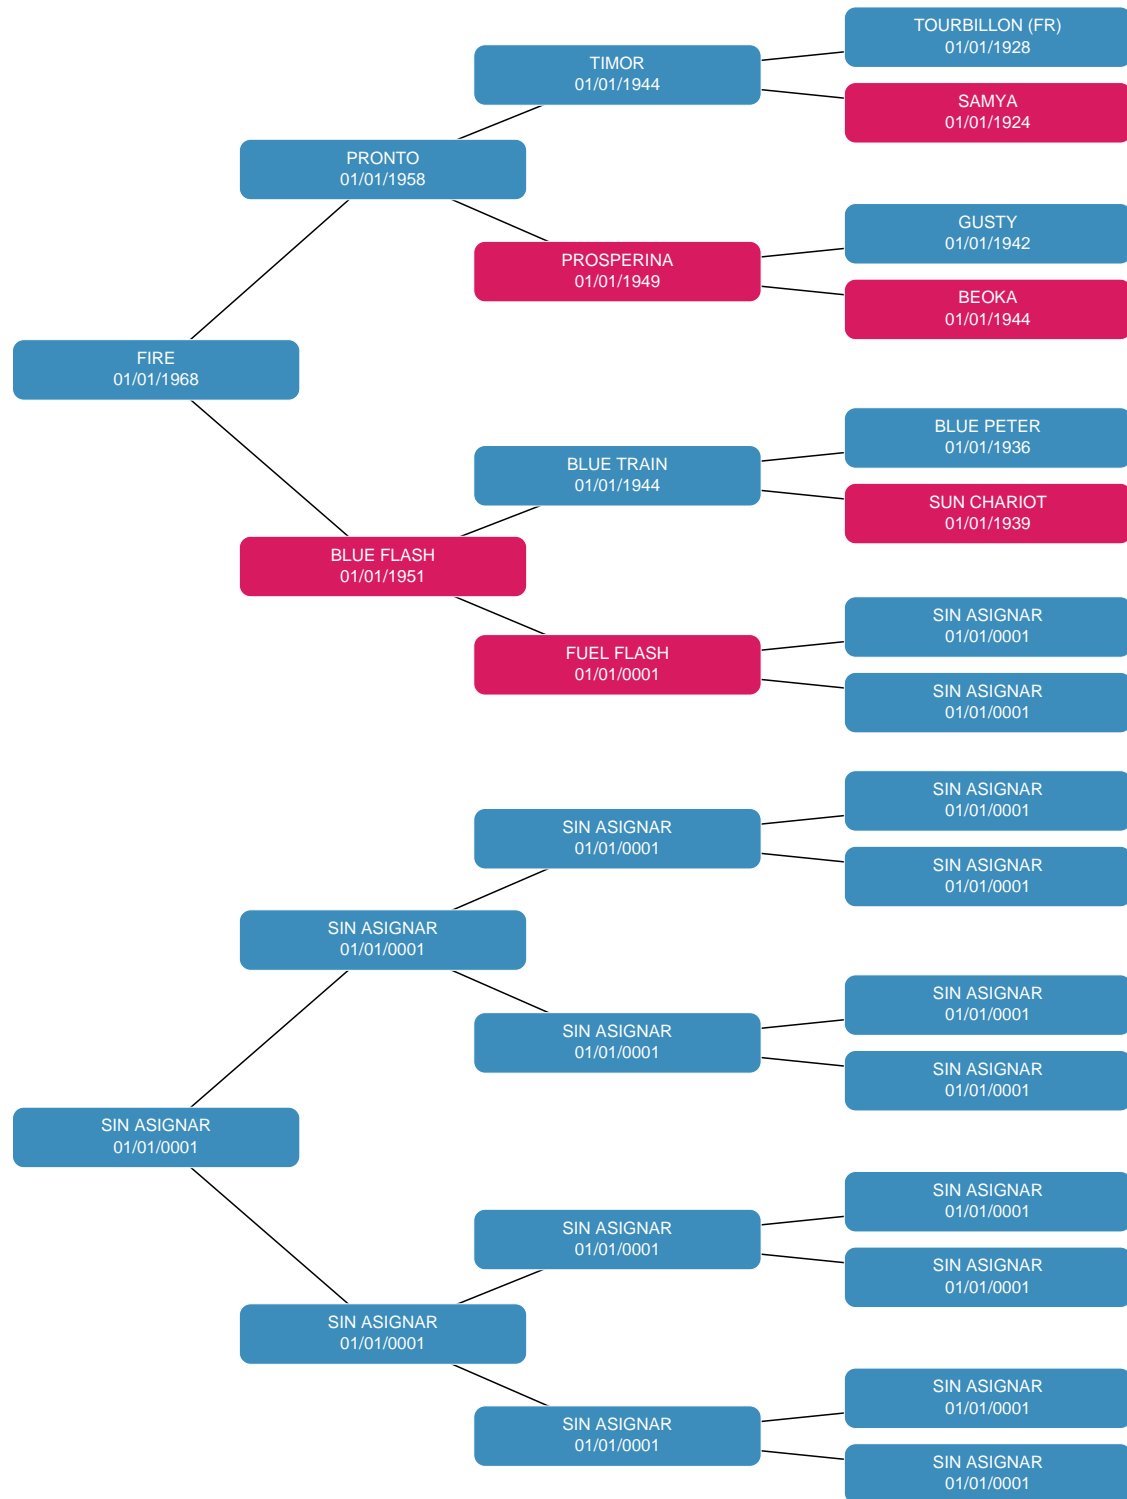 TOURBILLON (FR)
01/01/1928
TIMOR
01/01/1944
SAMYA
01/01/1924
PRONTO
01/01/1958
GUSTY
01/01/1942
PROSPERINA
01/01/1949
BEOKA
01/01/1944
FIRE
01/01/1968
BLUE PETER
01/01/1936
BLUE TRAIN
01/01/1944
SUN CHARIOT
01/01/1939
BLUE FLASH
01/01/1951
SIN ASIGNAR
01/01/0001
FUEL FLASH
01/01/0001
SIN ASIGNAR
01/01/0001
SIN ASIGNAR
01/01/0001
SIN ASIGNAR
01/01/0001
SIN ASIGNAR
01/01/0001
SIN ASIGNAR
01/01/0001
SIN ASIGNAR
01/01/0001
SIN ASIGNAR
01/01/0001
SIN ASIGNAR
01/01/0001
SIN ASIGNAR
01/01/0001
SIN ASIGNAR
01/01/0001
SIN ASIGNAR
01/01/0001
SIN ASIGNAR
01/01/0001
SIN ASIGNAR
01/01/0001
SIN ASIGNAR
01/01/0001
SIN ASIGNAR
01/01/0001
SIN ASIGNAR
01/01/0001